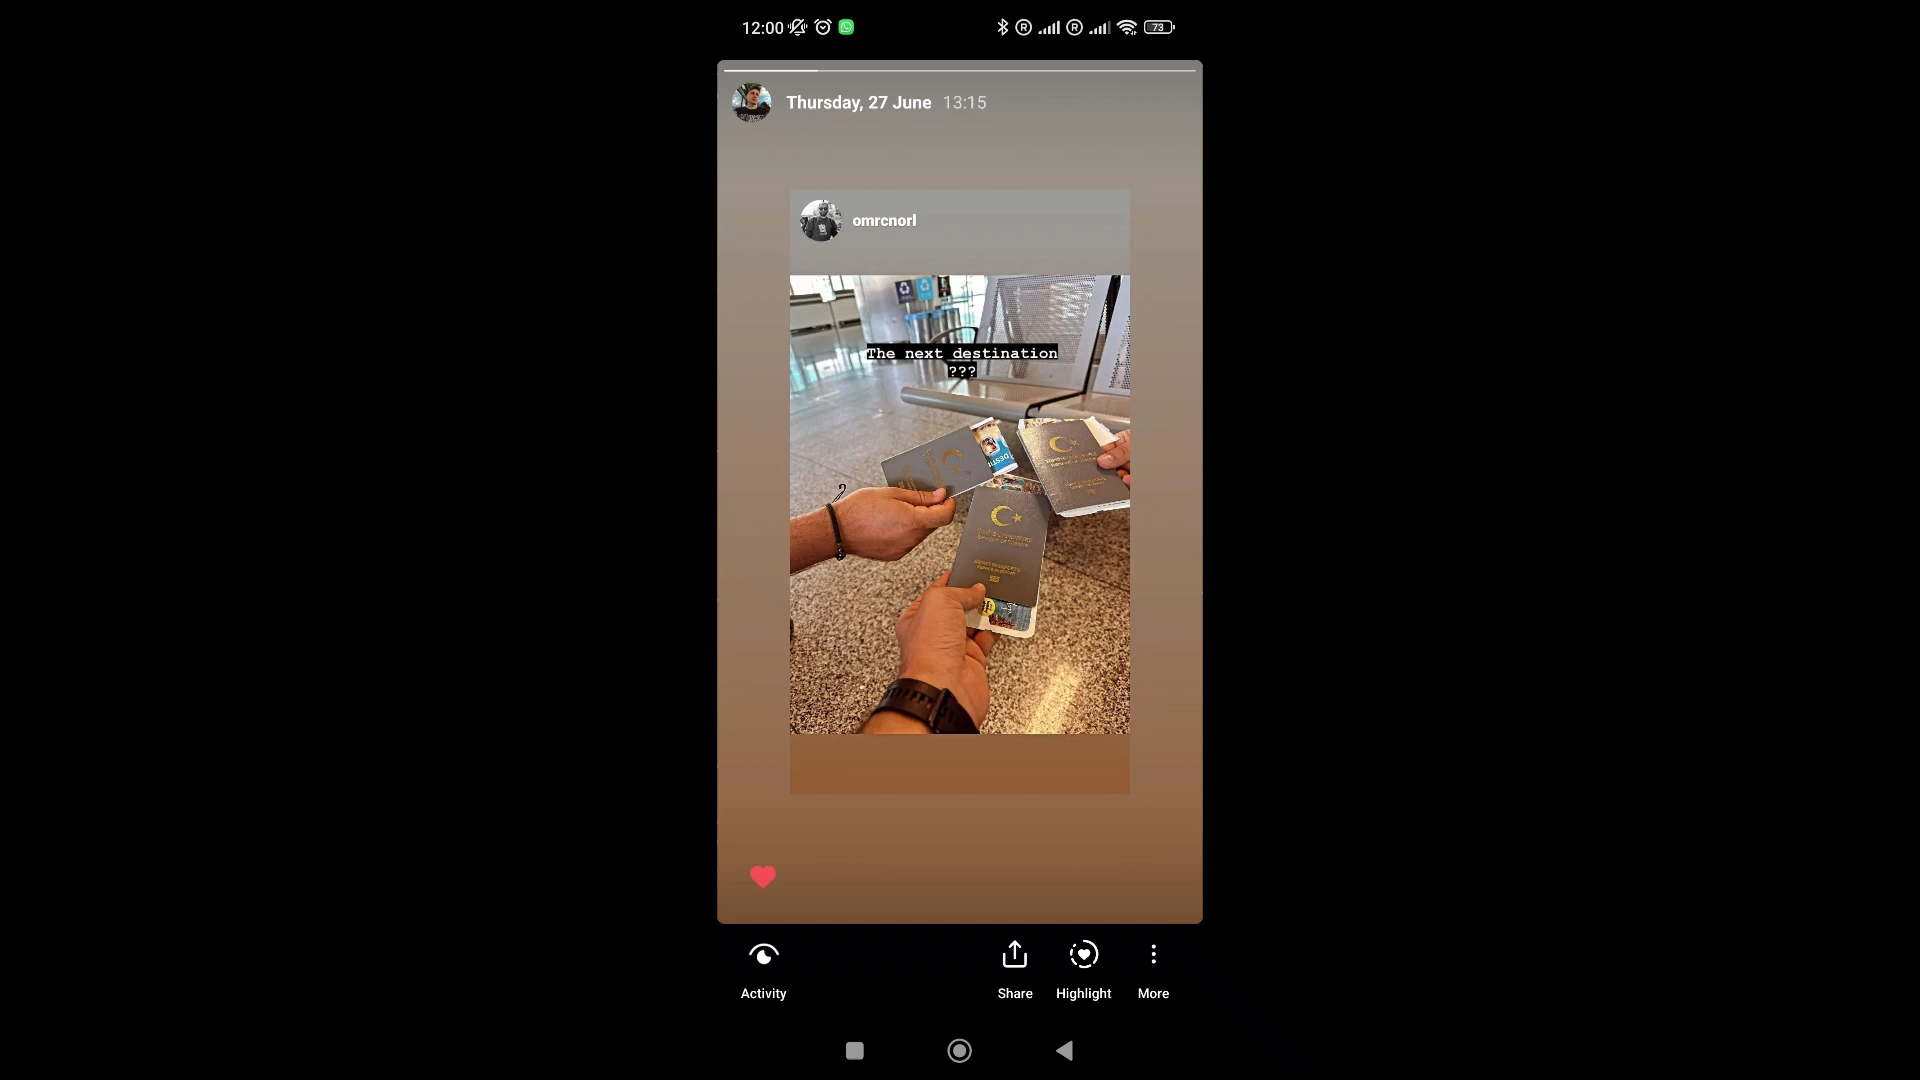 12:00
73
Thursday, 27 June 13:15
omrcnorl
The next destination
???
Activity
Share
Highlight
More